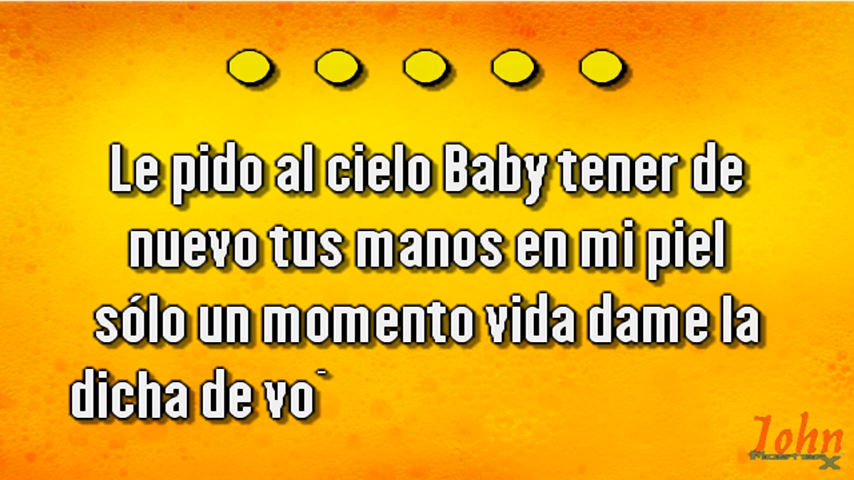 Le pido al cielo Baby tener de
nuevo tus manos en mi piel
sólo un momento vida dame la
dicha de vo
John